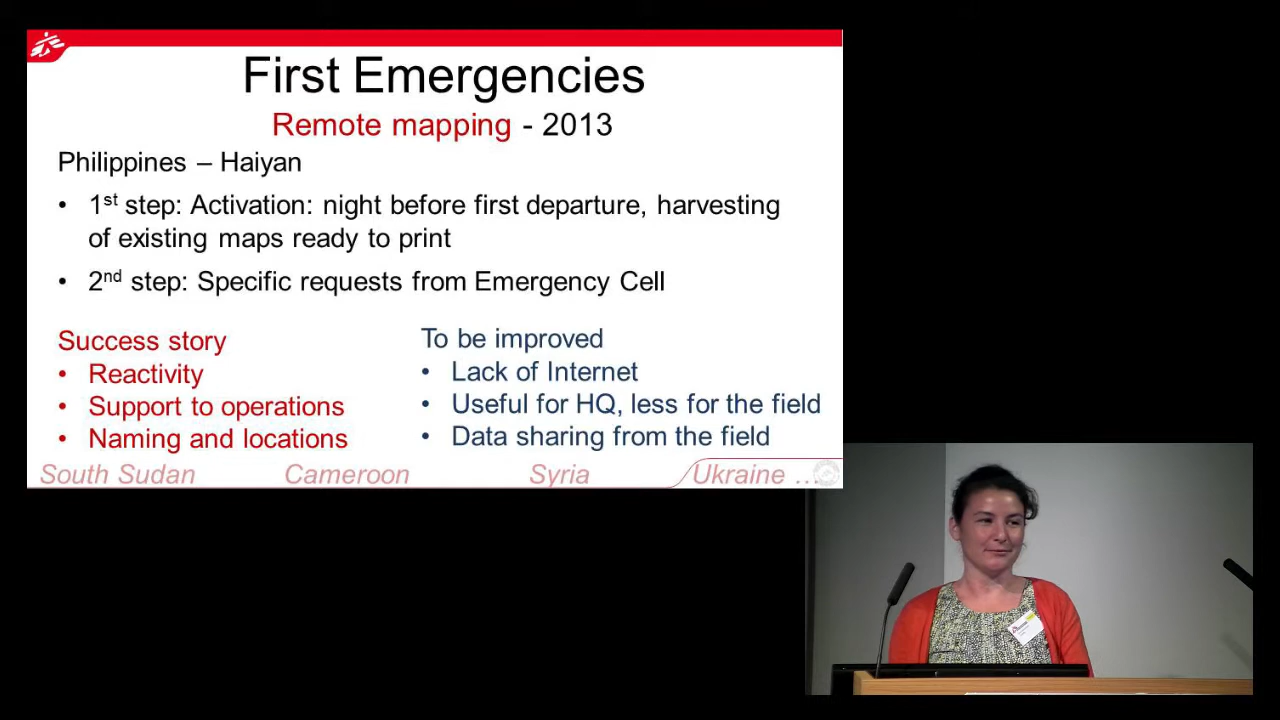 First Emergencies
Remote mapping - 2013
Philippines – Haiyan
• 1st step: Activation: night before first departure, harvesting
of existing maps ready to print
• 2nd step: Specific requests from Emergency Cell
Success story
• Reactivity
• Support to operations
• Naming and locations
To be improved
• Lack of Internet
• Useful for HQ, less for the field
• Data sharing from the field
South Sudan Cameroon Syria Ukraine ...